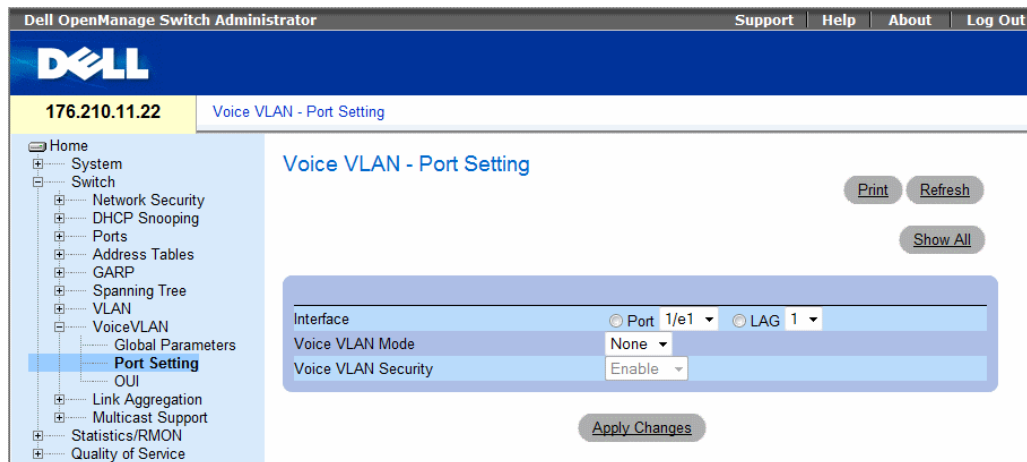 Dell OpenManage Switch Administrator Support Help About Log Out
DELL
176.210.11.22 Voice VLAN - Port Setting
Home
System
Switch
Network Security
DHCP Snooping
Ports
Address Tables
GARP
Spanning Tree
VLAN
VoiceVLAN
Global Parameters
Port Setting
OUI
Link Aggregation
Multicast Support
Statistics/RMON
Quality of Service
Voice VLAN - Port Setting
Print Refresh
Show All
Interface Port 1/e1 LAG 1
Voice VLAN Mode None
Voice VLAN Security Enable
Apply Changes